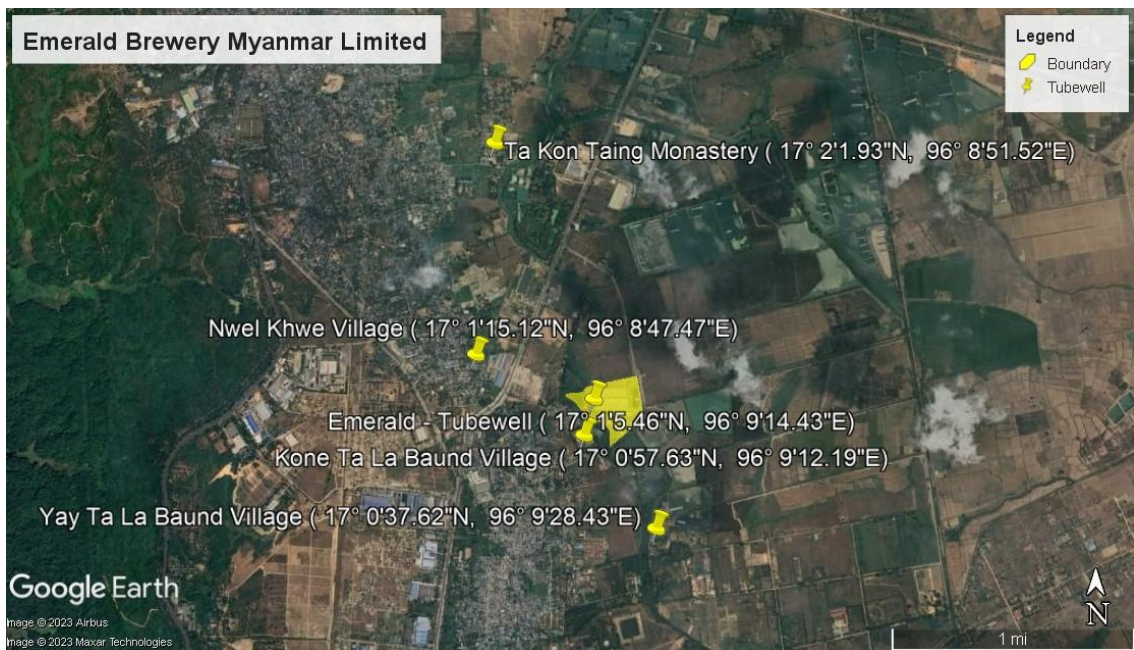 Emerald Brewery Myanmar Limited
Legend
Boundary
Tubewell
Ta Kon Taing Monastery ( 17° 2'1.93"N, 96° 8'51.52"E)
Nwel Khwe Village ( 17° 1'15.12"N, 96° 8'47.47"E)
Emerald - Tubewell ( 17° 1'5.46"N, 96° 9'14.43"E)
Kone Ta La Baund Village ( 17° 0'57.63"N, 96° 9'12.19"E)
Yay Ta La Baund Village ( 17° 0'37.62"N, 96° 9'28.43"E)
Google Earth
N
Image © 2023 Airbus
Image © 2023 Maxar Technologies
1 mi